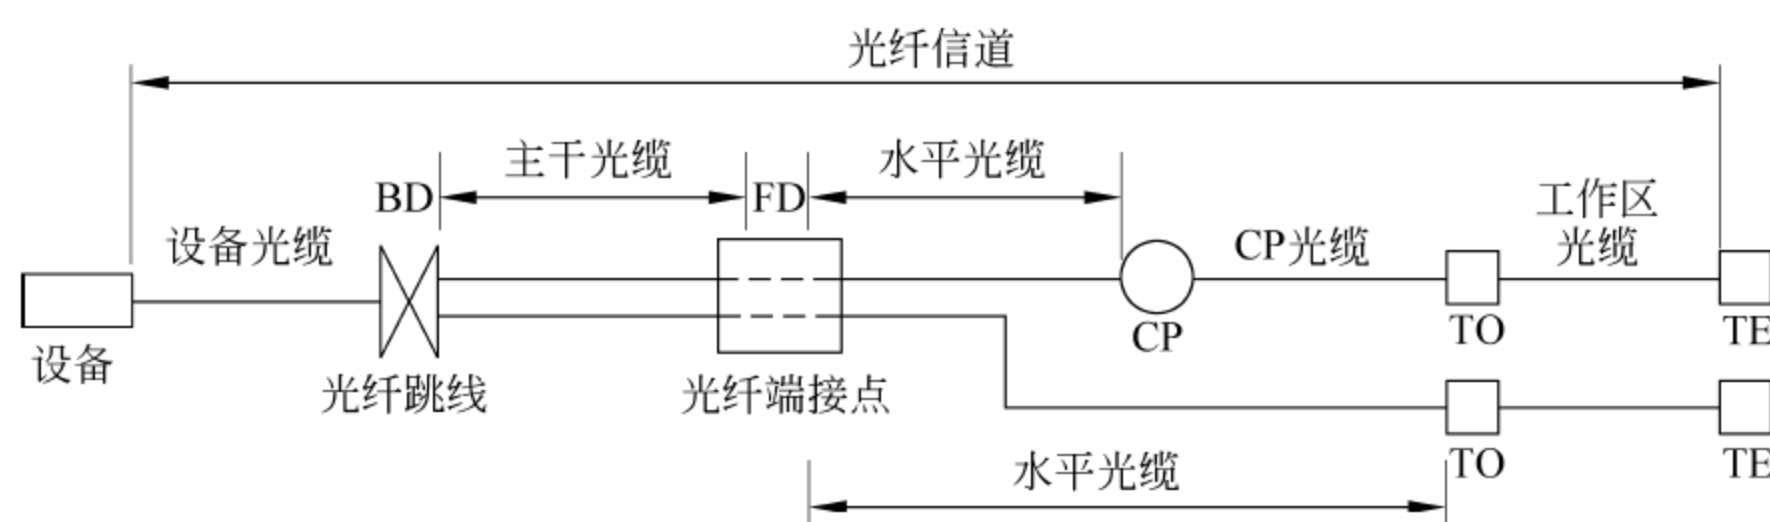 光纤信道
主干光缆
水平光缆
BD
FD
工作区
光缆
设备光缆
CP光缆
CP
TO
TE
设备
光纤跳线
光纤端接点
水平光缆
TO
TE